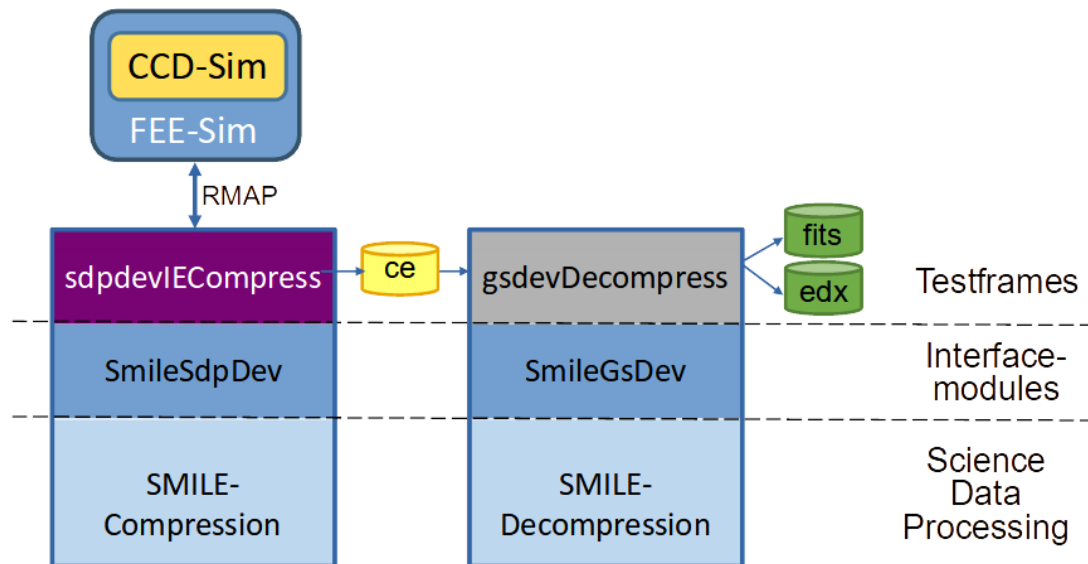 CCD-Sim
FEE-Sim
RMAP
sdpdevIECompress
ce
gsdevDecompress
fits
edx
Testframes
SmileSdpDev
SmileGsDev
Interface-
modules
SMILE-
Compression
SMILE-
Decompression
Science
Data
Processing